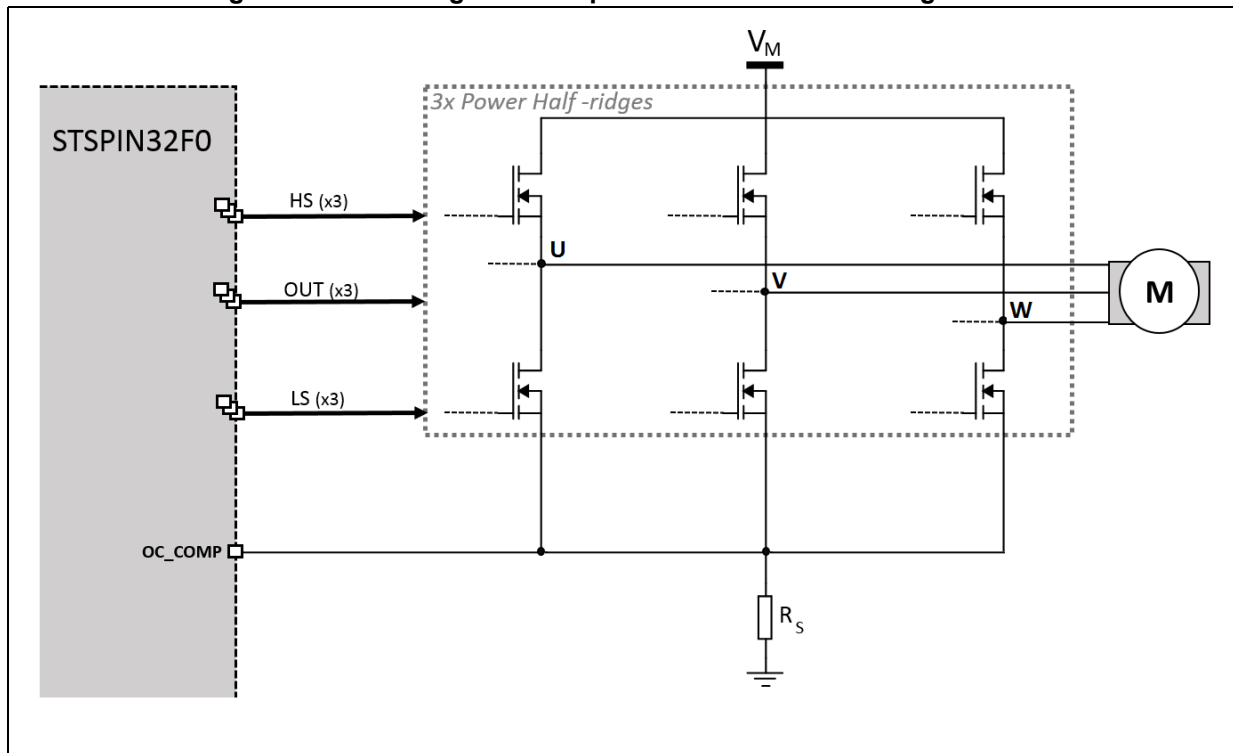 V_M
3x Power Half -ridges
STSPIN32F0
HS (x3)
U
OUT (x3)
V
M
W
LS (x3)
OC_COMP
R_S